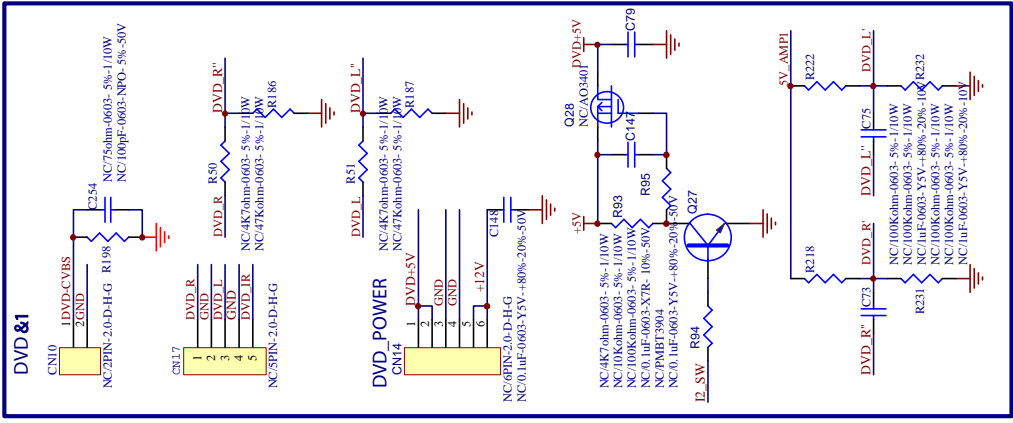 DVD&1
CN10
1
2
DVD-CVBS
GND
NC/2PIN-2.0-D-H-G
R198
C254
NC/75ohm-0603- 5%-1/10W
NC/100pF-0603-NPO- 5%-50V
CN17
1
2
3
4
5
DVD_R
GND
DVD_L
GND
DVD_IR
NC/5PIN-2.0-D-H-G
DVD_R
R50
DVD_R"
R186
NC/4K7ohm-0603- 5%-1/10W
NC/47Kohm-0603- 5%-1/10W
DVD_POWER
CN14
1
2
3
4
5
6
DVD+5V
GND
GND
+12V
NC/6PIN-2.0-D-H-G
NC/0.1uF-0603-Y5V-+80%-20%-50V
C148
DVD_L
R51
DVD_L"
R187
NC/4K7ohm-0603- 5%-1/10W
NC/47Kohm-0603- 5%-1/10W
I2_SW
R94
Q27
+5V
R93
R95
C147
Q28
NC/AO3401
DVD+5V
C79
NC/4K7ohm-0603- 5%-1/10W
NC/10Kohm-0603- 5%-1/10W
NC/100Kohm-0603- 5%-1/10W
NC/0.1uF-0603-X7R- 10%-50V
NC/PMBT3904
NC/0.1uF-0603-Y5V-+80%-20%-50V
5V_AMP1
R218
R222
DVD_R"
C73
DVD_R'
R231
DVD_L"
C75
DVD_L'
R232
NC/100Kohm-0603- 5%-1/10W
NC/100Kohm-0603- 5%-1/10W
NC/1uF-0603-Y5V-+80%-20%-10V
NC/100Kohm-0603- 5%-1/10W
NC/100Kohm-0603- 5%-1/10W
NC/1uF-0603-Y5V-+80%-20%-10V